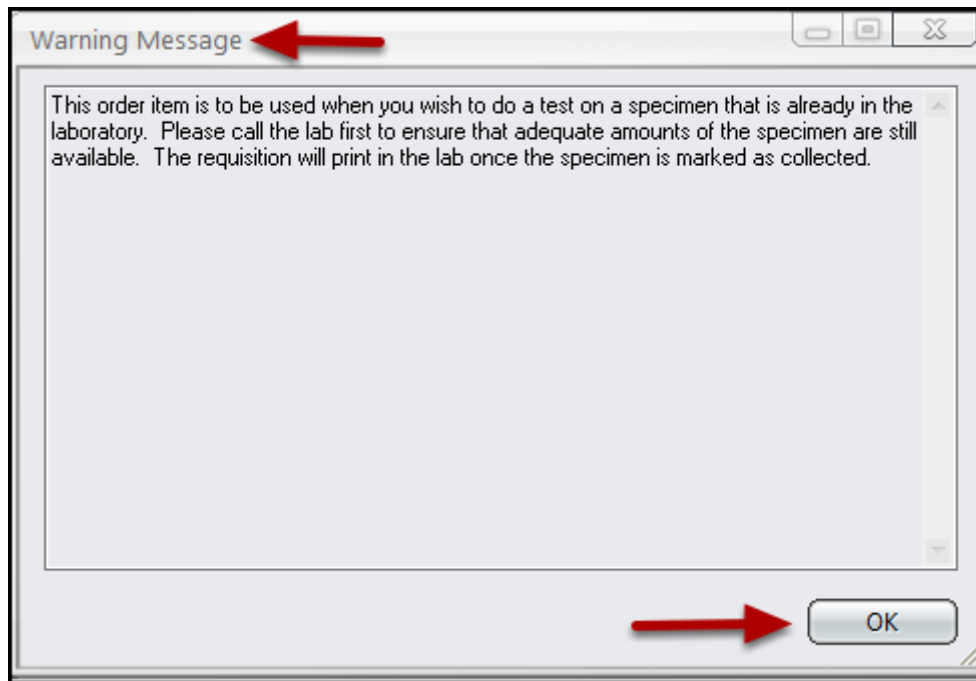 Warning Message
This order item is to be used when you wish to do a test on a specimen that is already in the
laboratory.  Please call the lab first to ensure that adequate amounts of the specimen are still
available.  The requisition will print in the lab once the specimen is marked as collected.
OK